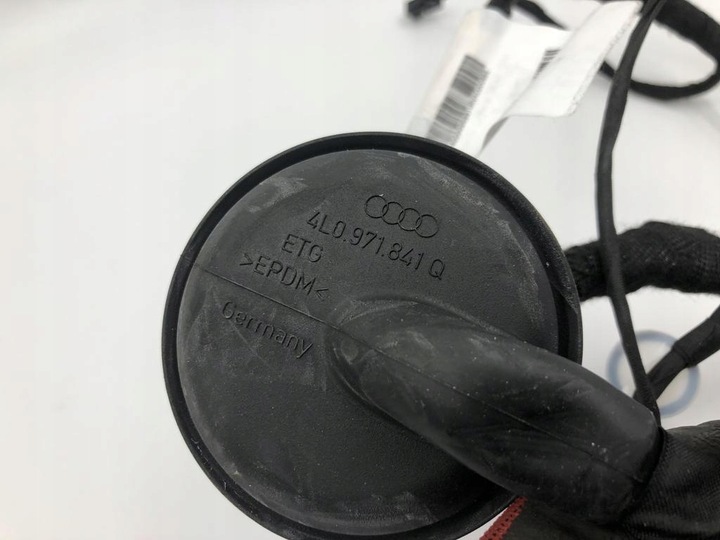 4L0.971.841 Q
ETG
>EPDM<
Germany